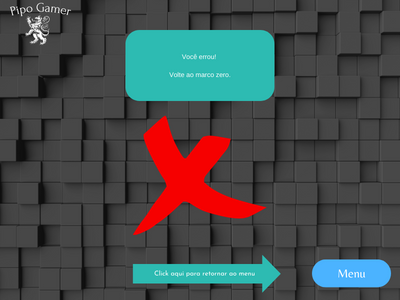 Pipo Gamer
Você errou!
Volte ao marco zero.
Click aqui para retornar ao menu
Menu